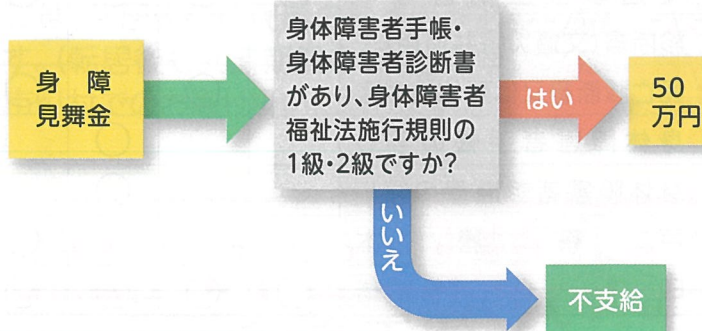 身 障
見舞金
身体障害者手帳・
身体障害者診断書
があり、身体障害者
福祉法施行規則の
1級・2級ですか?
はい
50
万円
いいえ
不支給